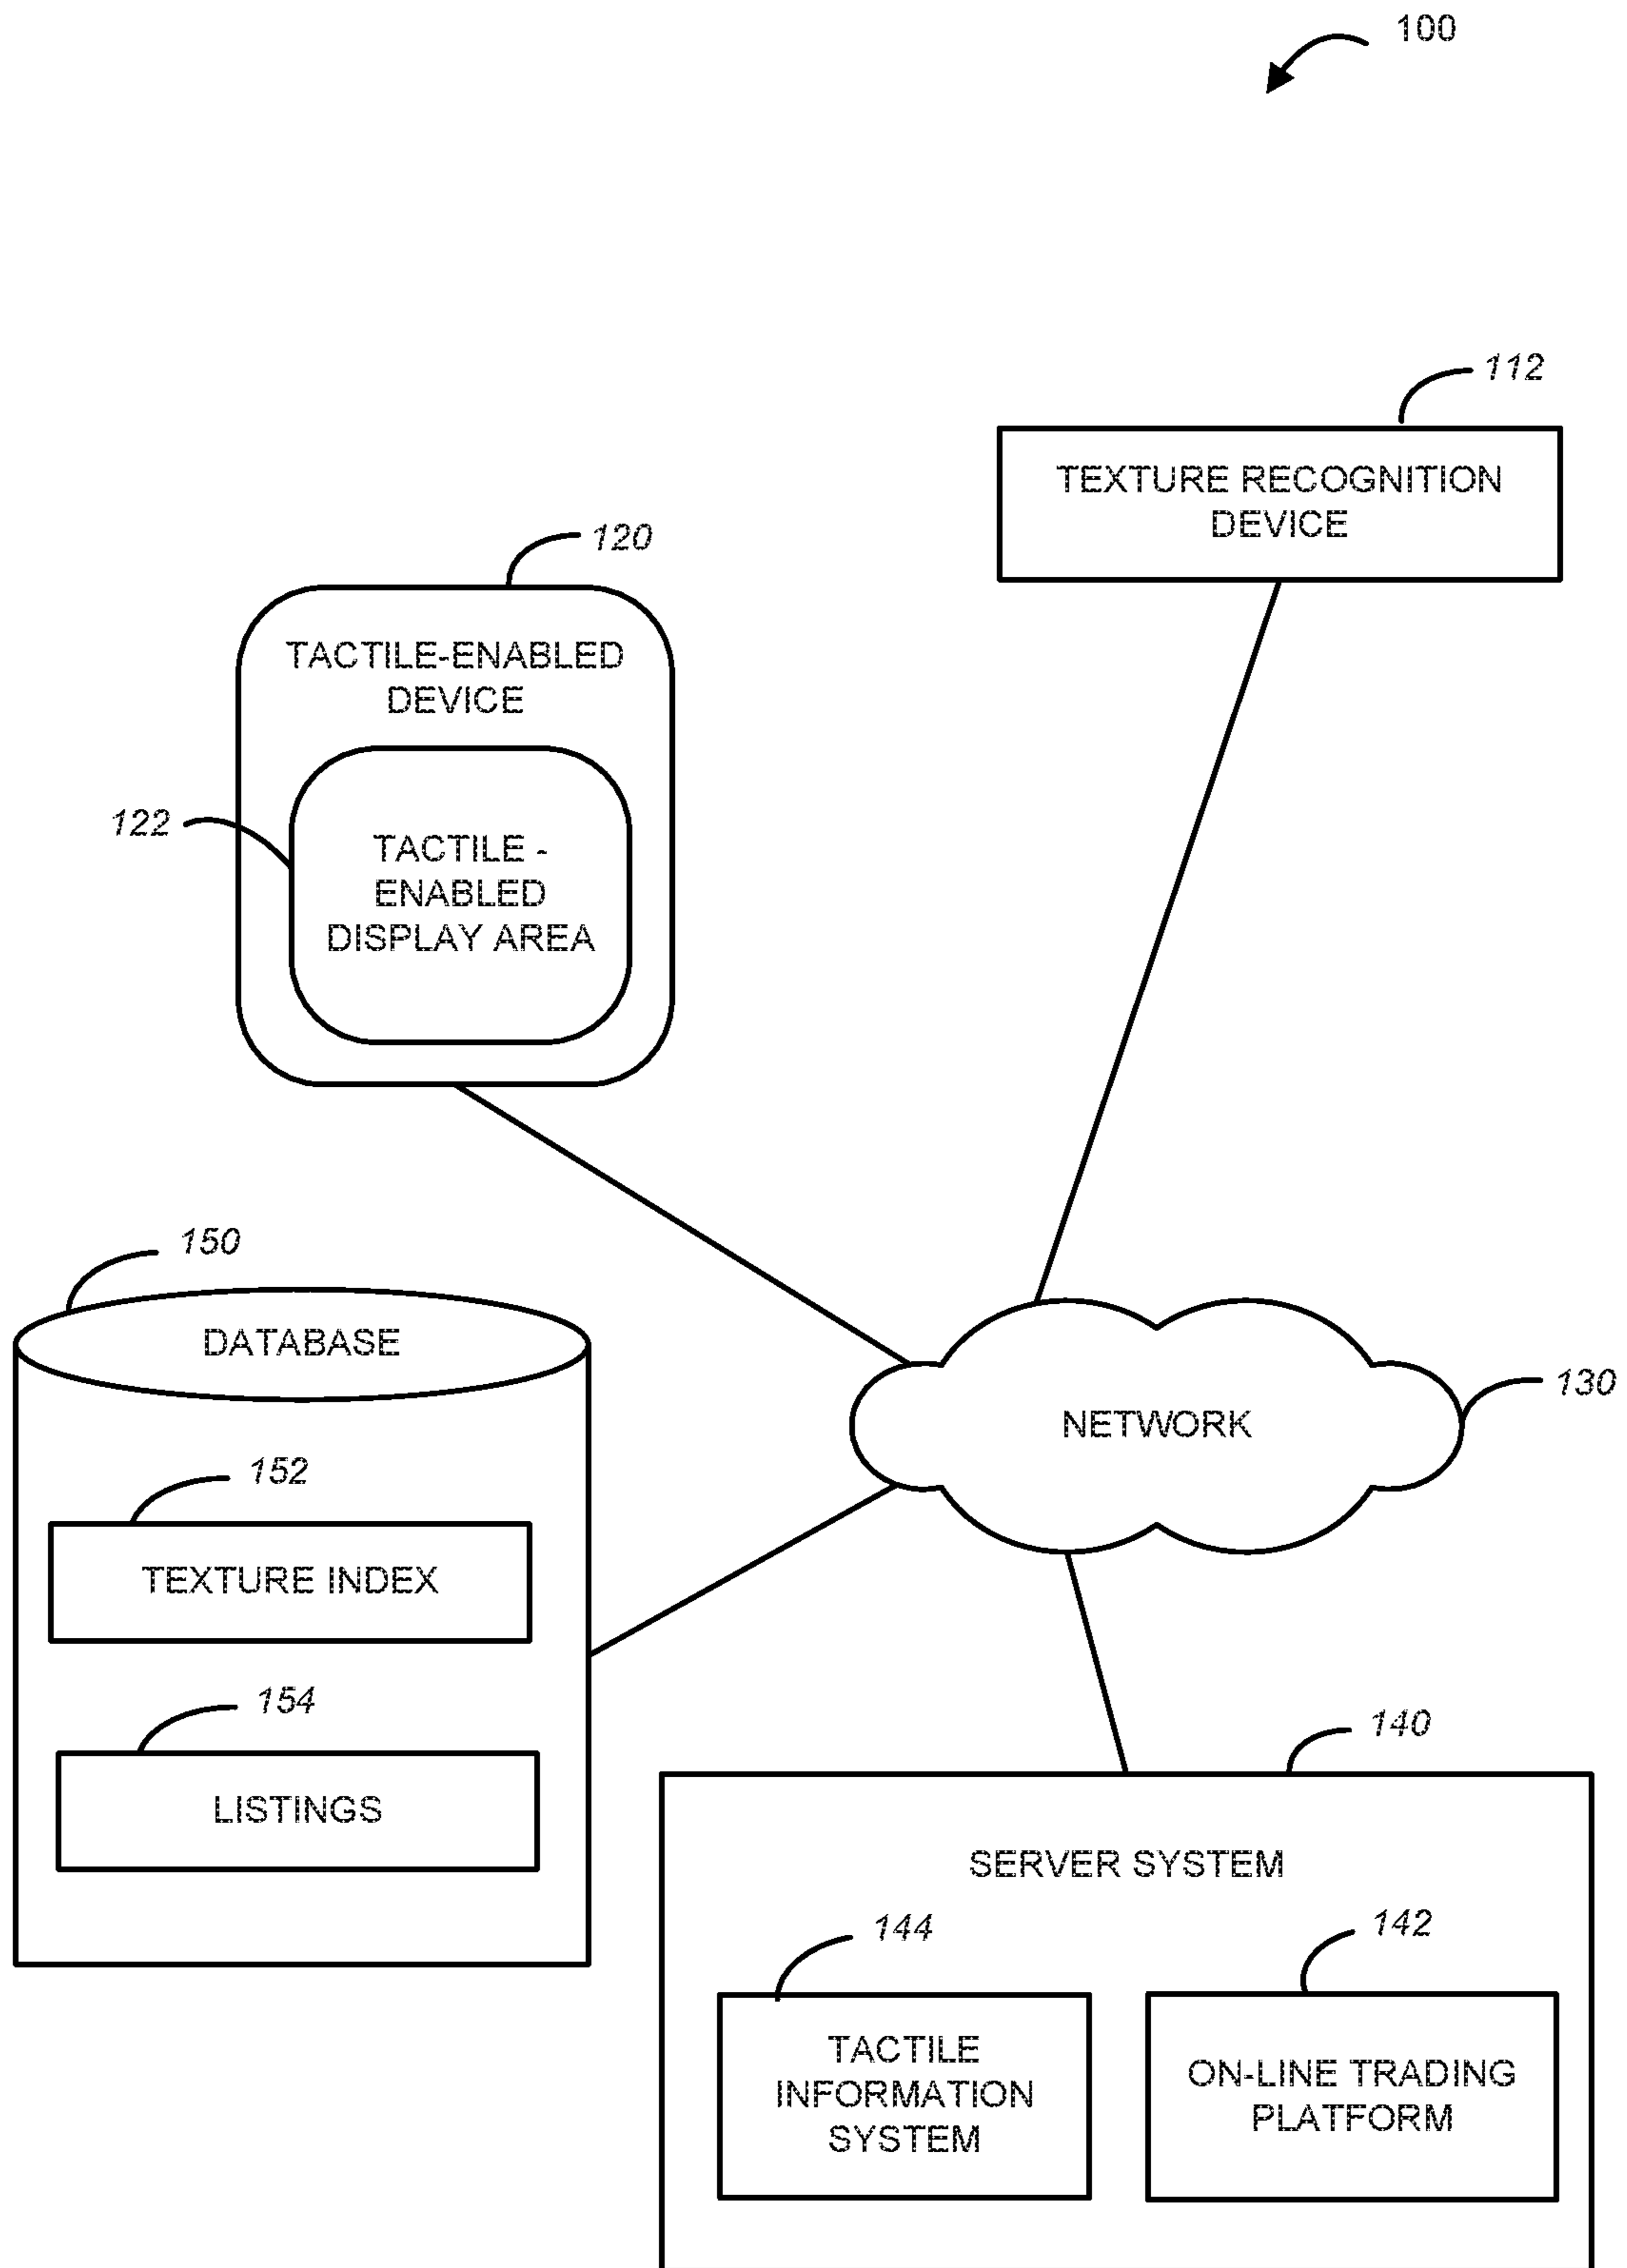 100
112
TEXTURE RECOGNITION
DEVICE
120
TACTILE-ENABLED
DEVICE
122
TACTILE -
ENABLED
DISPLAY AREA
150
DATABASE
130
NETWORK
152
TEXTURE INDEX
154
LISTINGS
140
SERVER SYSTEM
144
142
TACTILE
INFORMATION
SYSTEM
ON-LINE TRADING
PLATFORM